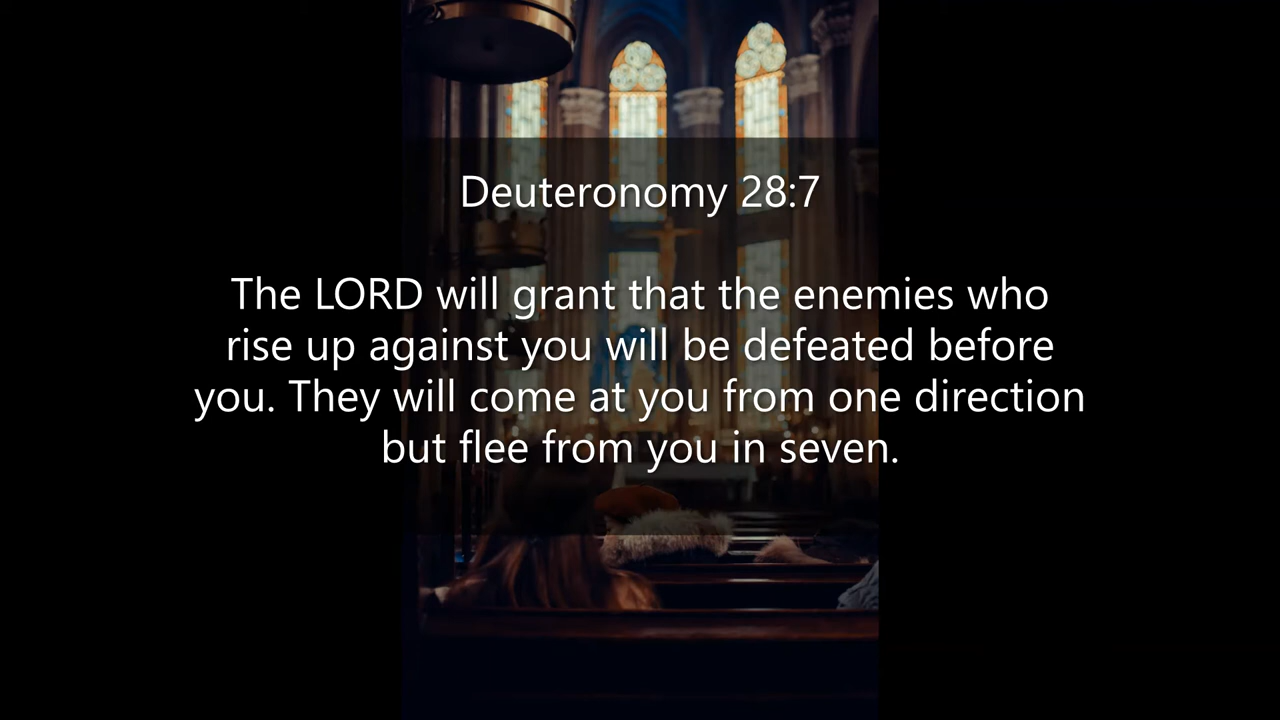 Deuteronomy 28:7
The LORD will grant that the enemies who
rise up against you will be defeated before
you. They will come at you from one direction
but flee from you in seven.